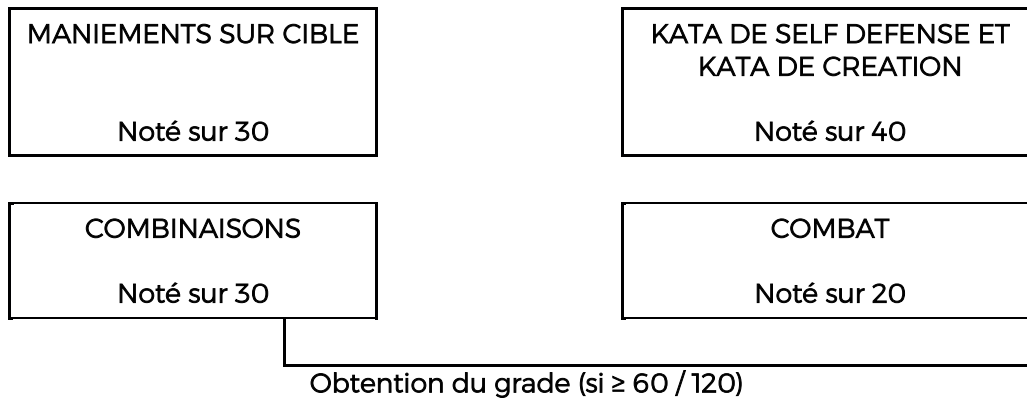 MANIEMENTS SUR CIBLE
Noté sur 30
KATA DE SELF DEFENSE ET
KATA DE CREATION
Noté sur 40
COMBINAISONS
Noté sur 30
COMBAT
Noté sur 20
Obtention du grade (si ≥ 60 / 120)